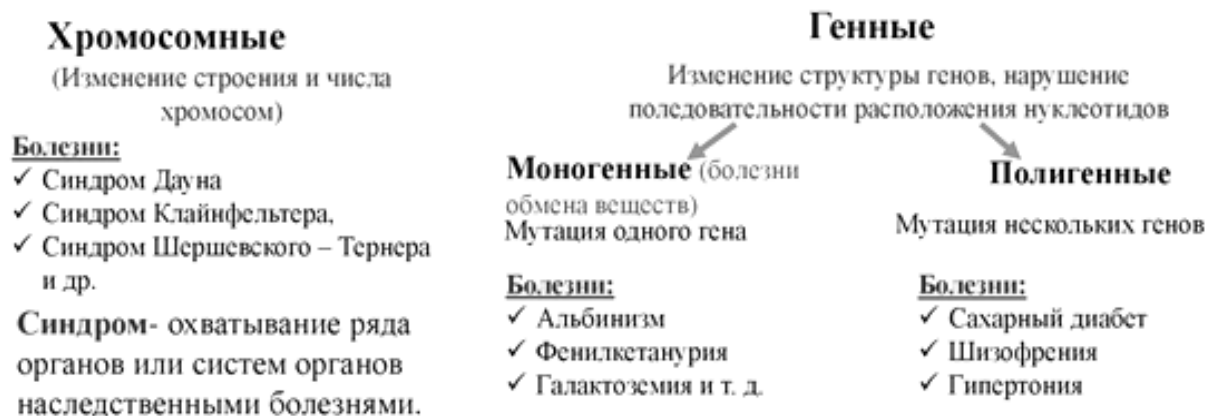 Хромосомные
(Изменение строения и числа
хромосом)
Болезни:
✓ Синдром Дауна
✓ Синдром Клайнфельтера,
✓ Синдром Шершевского – Тернера
и др.
Синдром- охватывание ряда
органов или систем органов
наследственными болезнями.
Генные
Изменение структуры генов, нарушение
поледовательности расположения нуклеотидов
Моногенные (болезни
обмена веществ)
Мутация одного гена
Болезни:
✓ Альбинизм
✓ Фенилкетанурия
✓ Галактоземия и т. д.
Полигенные
Мутация нескольких генов
Болезни:
✓ Сахарный диабет
✓ Шизофрения
✓ Гипертония